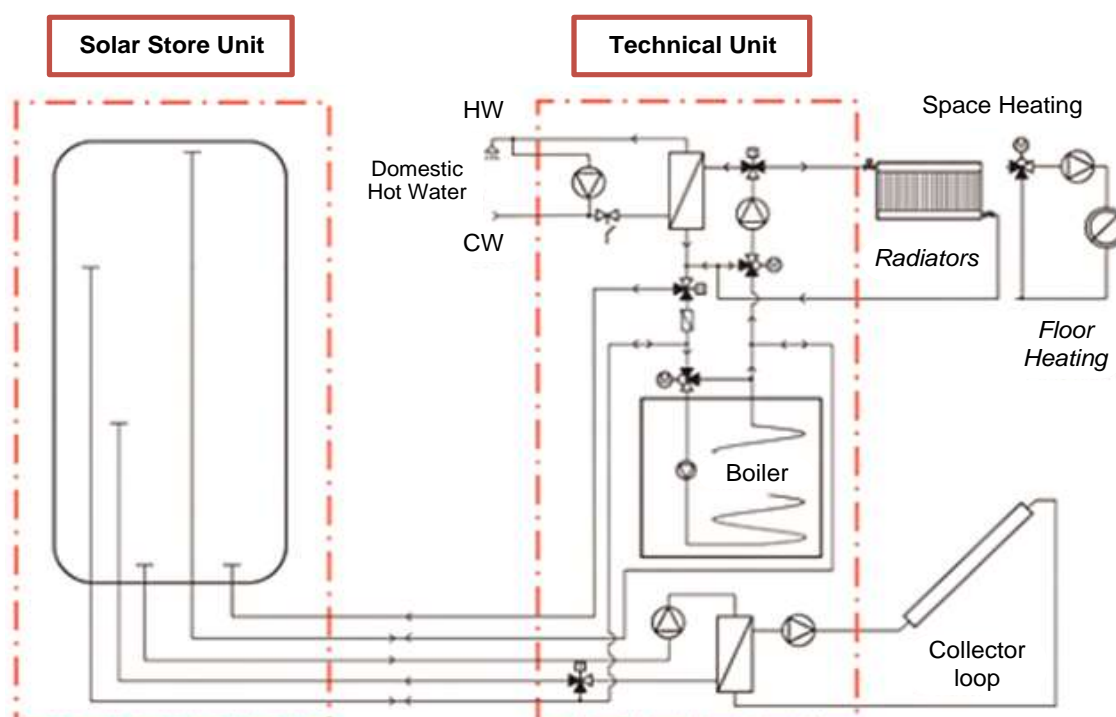 Solar Store Unit
Technical Unit
HW
Space Heating
Domestic
Hot Water
CW
Radiators
Floor
Heating
Boiler
Collector
loop